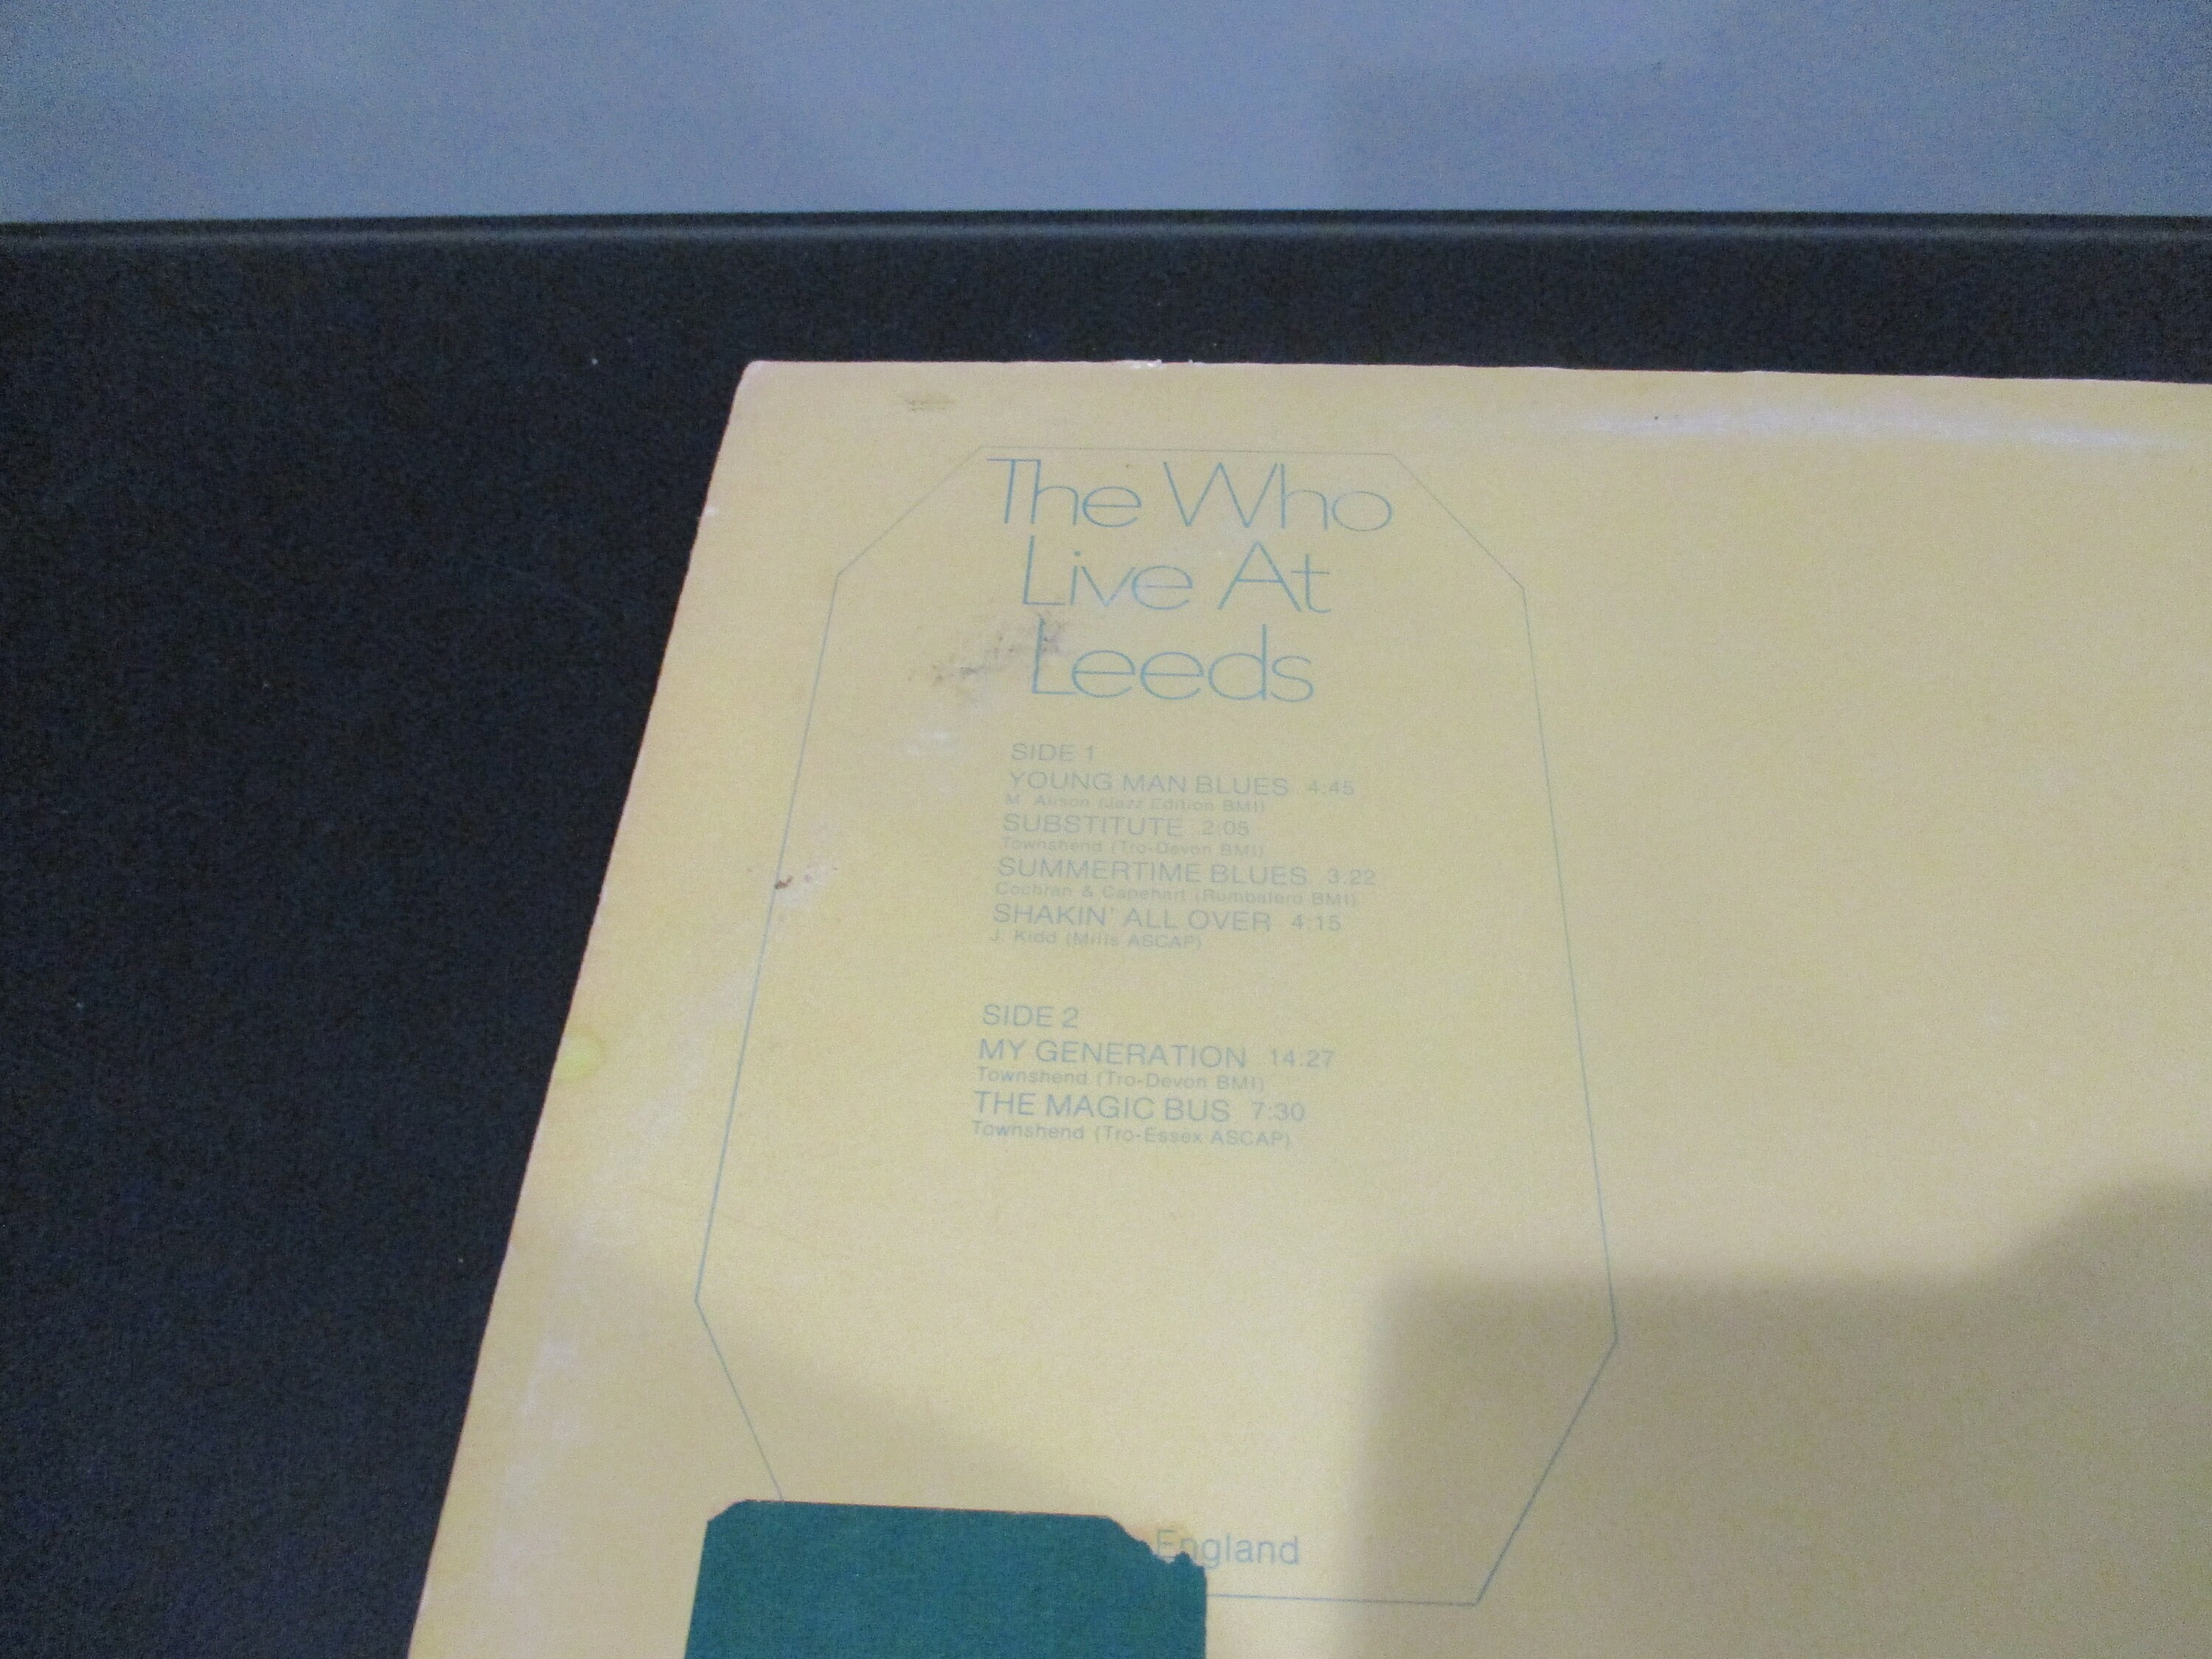 The Who
Live At
Leeds
SIDE 1
YOUNG MAN BLUES 4:45
M. Alison (Jazz Edition BMI)
SUBSTITUTE 2:05
Townshend (Tro-Devon BMI)
SUMMERTIME BLUES 3:22
Cochran & Capehart (Rumbalero BMI)
SHAKIN' ALL OVER 4:15
J. Kidd (Mills ASCAP)
SIDE 2
MY GENERATION 14:27
Townshend (Tro-Devon BMI)
THE MAGIC BUS 7:30
Townshend (Tro-Essex ASCAP)
England